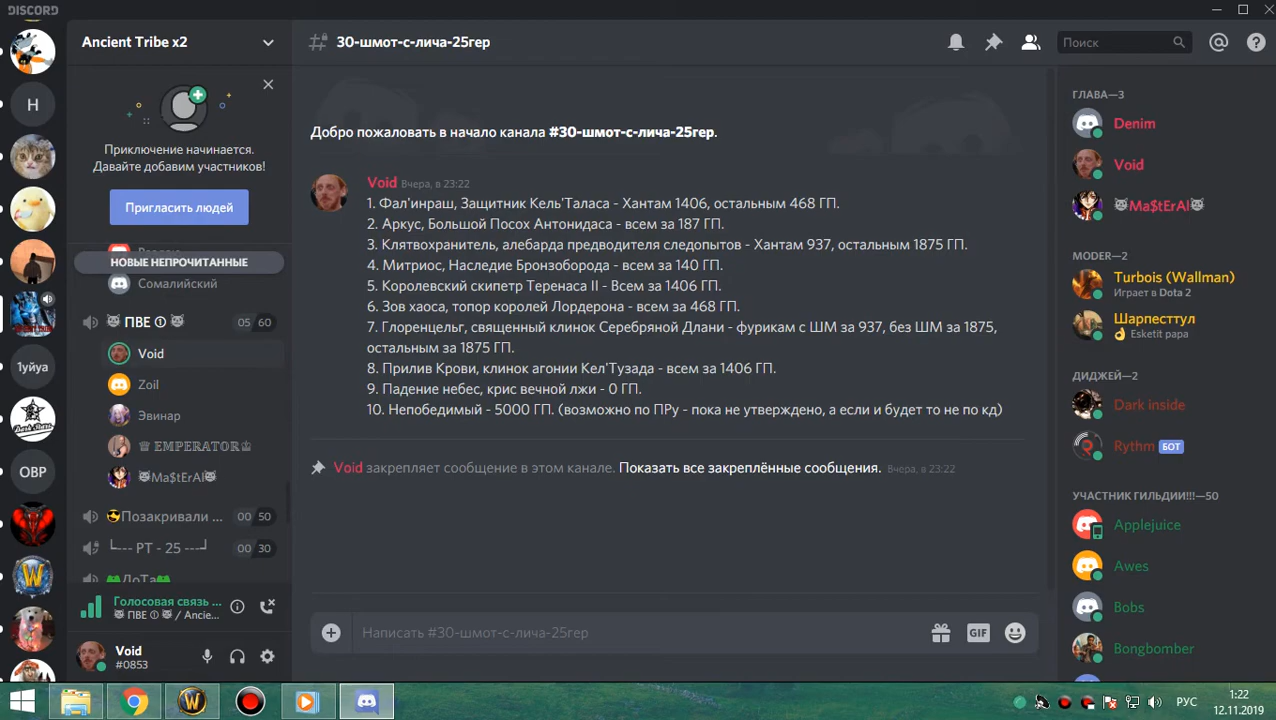 DISCORD
Ancient Tribe x2
Приключение начинается.
Давайте добавим участников!
Пригласить людей
НОВЫЕ НЕПРОЧИТАННЫЕ
Сомалийский
ПВЕ ① 05 60
Void
Zoil
Эвинар
♕ 𝔼𝕄ℙ𝔼ℝ𝔸𝕋𝕆ℝ♔
Ma$tErAl
Позакривали ... 00 50
└--- РТ - 25 ---┘ 00 30
ДоТа
Голосовая связь ...
ПВЕ ① / Ancie...
Void
#0853
Н
1уйуа
Dark Stars
ОВР
30-шмот-с-лича-25гер
Поиск
Добро пожаловать в начало канала #30-шмот-с-лича-25гер.
Void Вчера, в 23:22
1. Фал'инраш, Защитник Кель'Таласа - Хантам 1406, остальным 468 ГП.
2. Аркус, Большой Посох Антонидаса - всем за 187 ГП.
3. Клятвохранитель, алебарда предводителя следопытов - Хантам 937, остальным 1875 ГП.
4. Митриос, Наследие Бронзоборода - всем за 140 ГП.
5. Королевский скипетр Теренаса II - Всем за 1406 ГП.
6. Зов хаоса, топор королей Лордерона - всем за 468 ГП.
7. Глоренцельг, священный клинок Серебряной Длани - фурикам с ШМ за 937, без ШМ за 1875,
остальным за 1875 ГП.
8. Прилив Крови, клинок агонии Кел'Тузада - всем за 1406 ГП.
9. Падение небес, крис вечной лжи - 0 ГП.
10. Непобедимый - 5000 ГП. (возможно по ПРу - пока не утверждено, а если и будет то не по кд)
Void закрепляет сообщение в этом канале. Показать все закреплённые сообщения. Вчера, в 23:22
Написать #30-шмот-с-лича-25гер
GIF
ГЛАВА—3
Denim
Void
Ma$tErAl
MODER—2
Turbois (Wallman)
Играет в Dota 2
Шарпесттул
Esketit papa
ДИДЖЕЙ—2
Dark inside
Rythm БОТ
УЧАСТНИК ГИЛЬДИИ!!!—50
Applejuice
Awes
Bobs
Bongbomber
РУС
1:22
12.11.2019